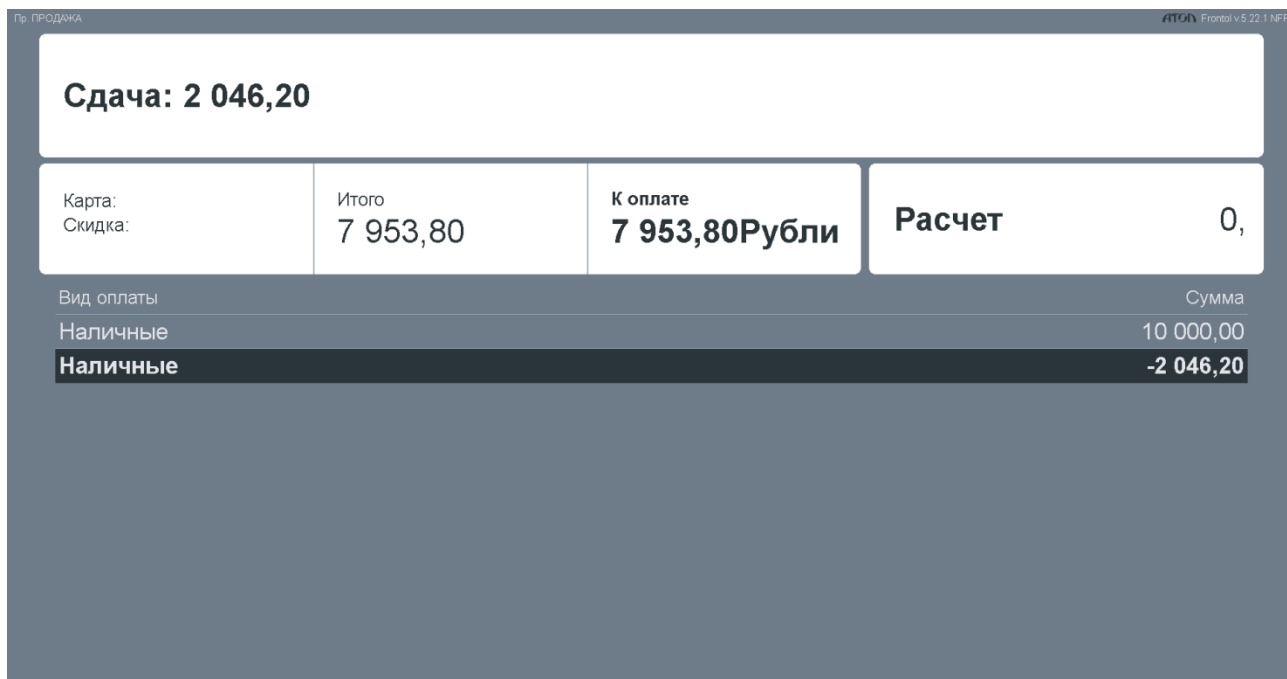 Пр. ПРОДАЖА
АТОЛ Frontol v.5.22.1 NFR
Сдача: 2 046,20
Карта:
Скидка:
Итого
7 953,80
К оплате
7 953,80Рубли
Расчет 0,
Вид оплаты Сумма
Наличные 10 000,00
Наличные -2 046,20